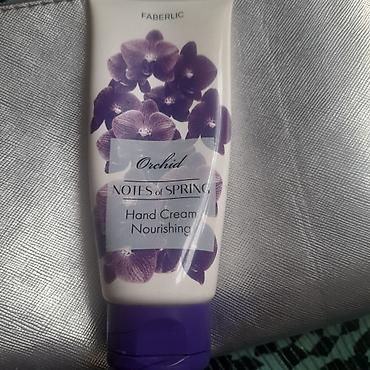 FABERLIC
Orchid
NOTES of SPRING
Hand Cream
Nourishing